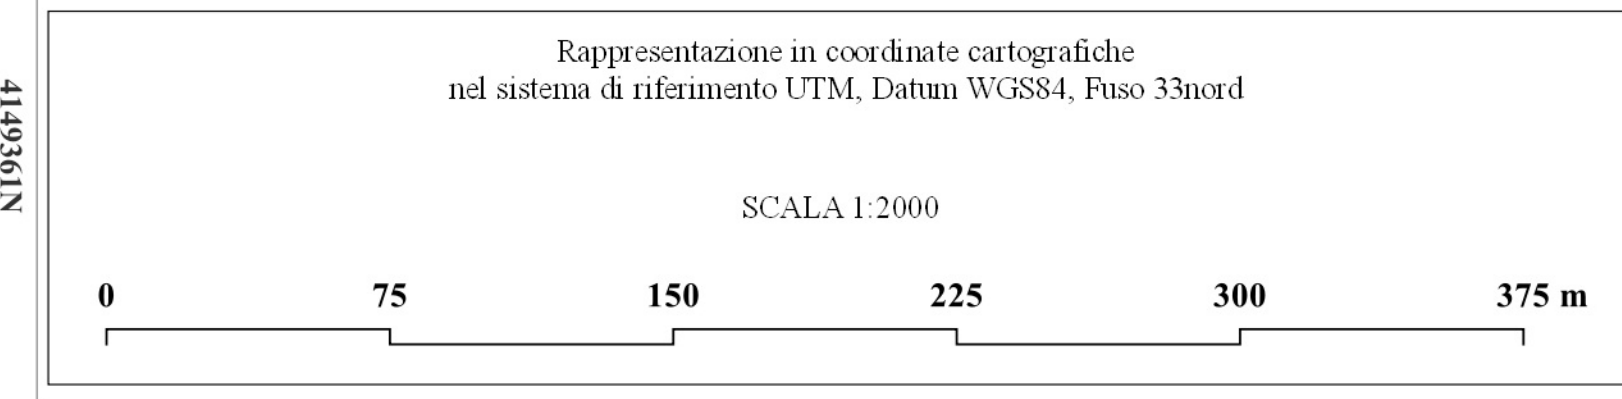 4149361N
Rappresentazione in coordinate cartografiche
nel sistema di riferimento UTM, Datum WGS84, Fuso 33nord
SCALA 1:2000
0 75 150 225 300 375 m